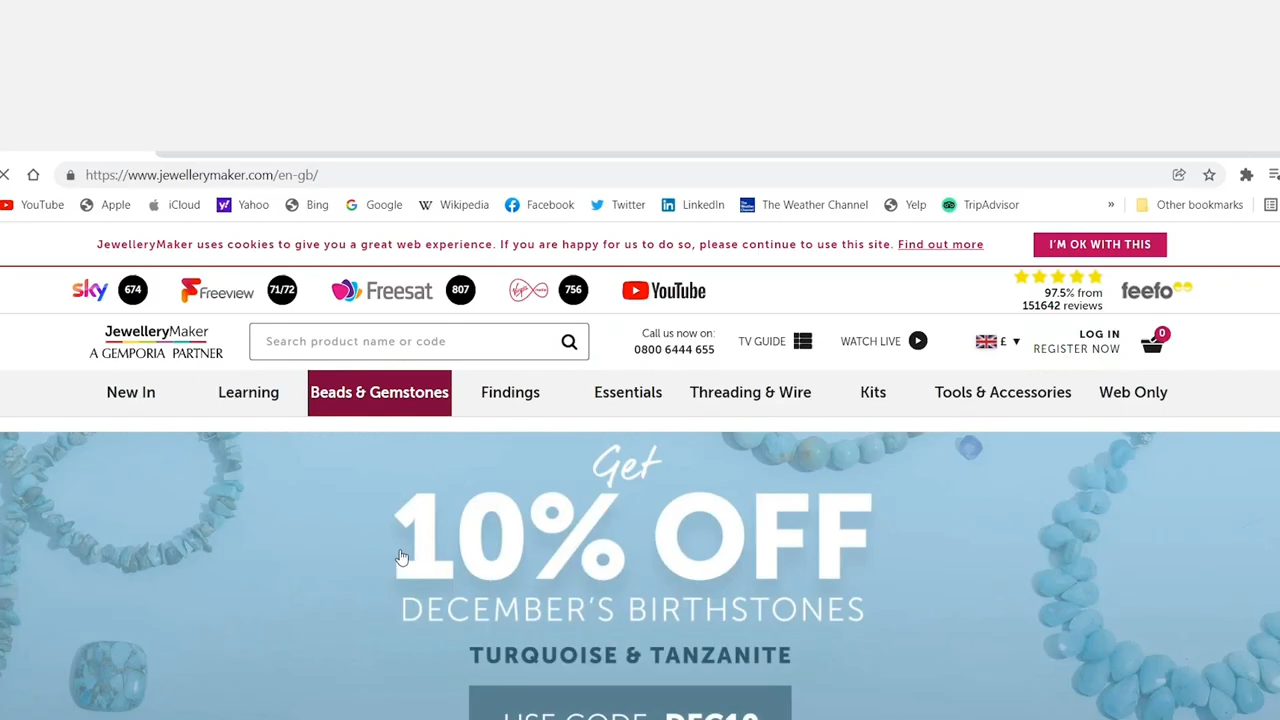 https://www.jewellerymaker.com/en-gb/
YouTube Apple iCloud Yahoo Bing Google Wikipedia Facebook Twitter LinkedIn The Weather Channel Yelp TripAdvisor » Other bookmarks
JewelleryMaker uses cookies to give you a great web experience. If you are happy for us to do so, please continue to use this site. Find out more
I'M OK WITH THIS
sky 674 Freeview 71/72 Freesat 807 Virgin media 756 YouTube
97.5% from
151642 reviews
feefo
JewelleryMaker
A GEMPORIA PARTNER
Search product name or code
Call us now on:
0800 6444 655
TV GUIDE
WATCH LIVE
£ ▼
LOG IN
REGISTER NOW
0
New In Learning Beads & Gemstones Findings Essentials Threading & Wire Kits Tools & Accessories Web Only
Get
10% OFF
DECEMBER'S BIRTHSTONES
TURQUOISE & TANZANITE
USE CODE DEC10